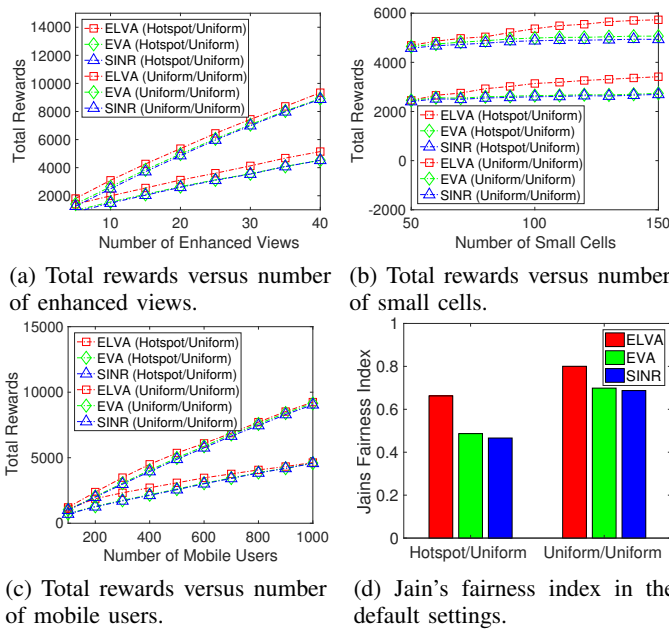 14000
12000
10000
8000
6000
4000
2000
Total Rewards
ELVA (Hotspot/Uniform)
EVA (Hotspot/Uniform)
SINR (Hotspot/Uniform)
ELVA (Uniform/Uniform)
EVA (Uniform/Uniform)
SINR (Uniform/Uniform)
10 20 30 40
Number of Enhanced Views
(a) Total rewards versus number
of enhanced views.
6000
4000
2000
0
-2000
Total Rewards
ELVA (Hotspot/Uniform)
EVA (Hotspot/Uniform)
SINR (Hotspot/Uniform)
ELVA (Uniform/Uniform)
EVA (Uniform/Uniform)
SINR (Uniform/Uniform)
50 100 150
Number of Small Cells
(b) Total rewards versus number
of small cells.
15000
10000
5000
0
Total Rewards
ELVA (Hotspot/Uniform)
EVA (Hotspot/Uniform)
SINR (Hotspot/Uniform)
ELVA (Uniform/Uniform)
EVA (Uniform/Uniform)
SINR (Uniform/Uniform)
200 400 600 800 1000
Number of Mobile Users
(c) Total rewards versus number
of mobile users.
1
0.8
0.6
0.4
0.2
0
Jains Fairness Index
ELVA
EVA
SINR
Hotspot/Uniform Uniform/Uniform
(d) Jain's fairness index in the
default settings.